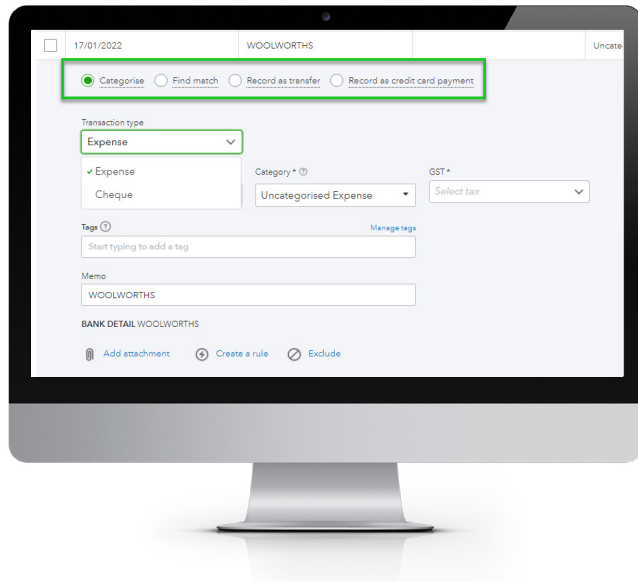 17/01/2022 WOOLWORTHS Uncate
Categorise Find match Record as transfer Record as credit card payment
Transaction type
Expense
Expense
Cheque
Category * GST *
Uncategorised Expense Select tax
Tags Manage tags
Start typing to add a tag
Memo
WOOLWORTHS
BANK DETAIL WOOLWORTHS
Add attachment Create a rule Exclude